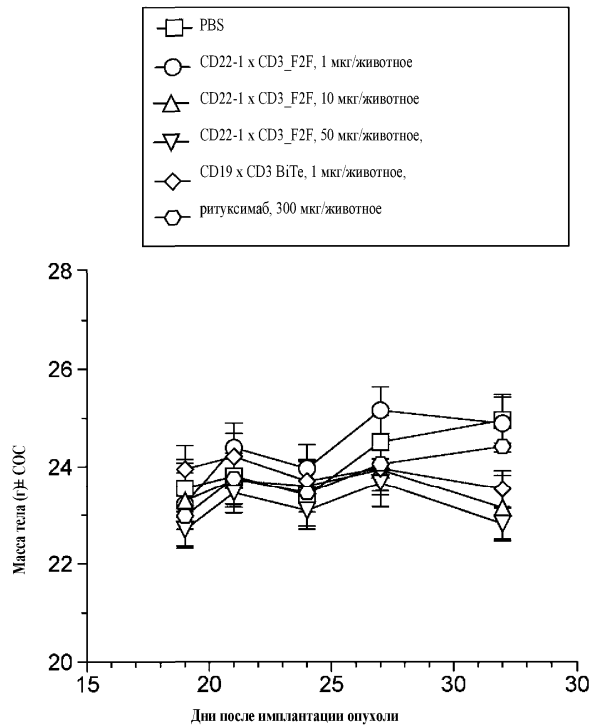 PBS
CD22-1 x CD3_F2F, 1 мкг/животное
CD22-1 x CD3_F2F, 10 мкг/животное
CD22-1 x CD3_F2F, 50 мкг/животное,
CD19 x CD3 BiTe, 1 мкг/животное,
ритуксимаб, 300 мкг/животное
28
26
24
22
20
Масса тела (г)± СОС
15
20
25
30
30
Дни после имплантации опухоли